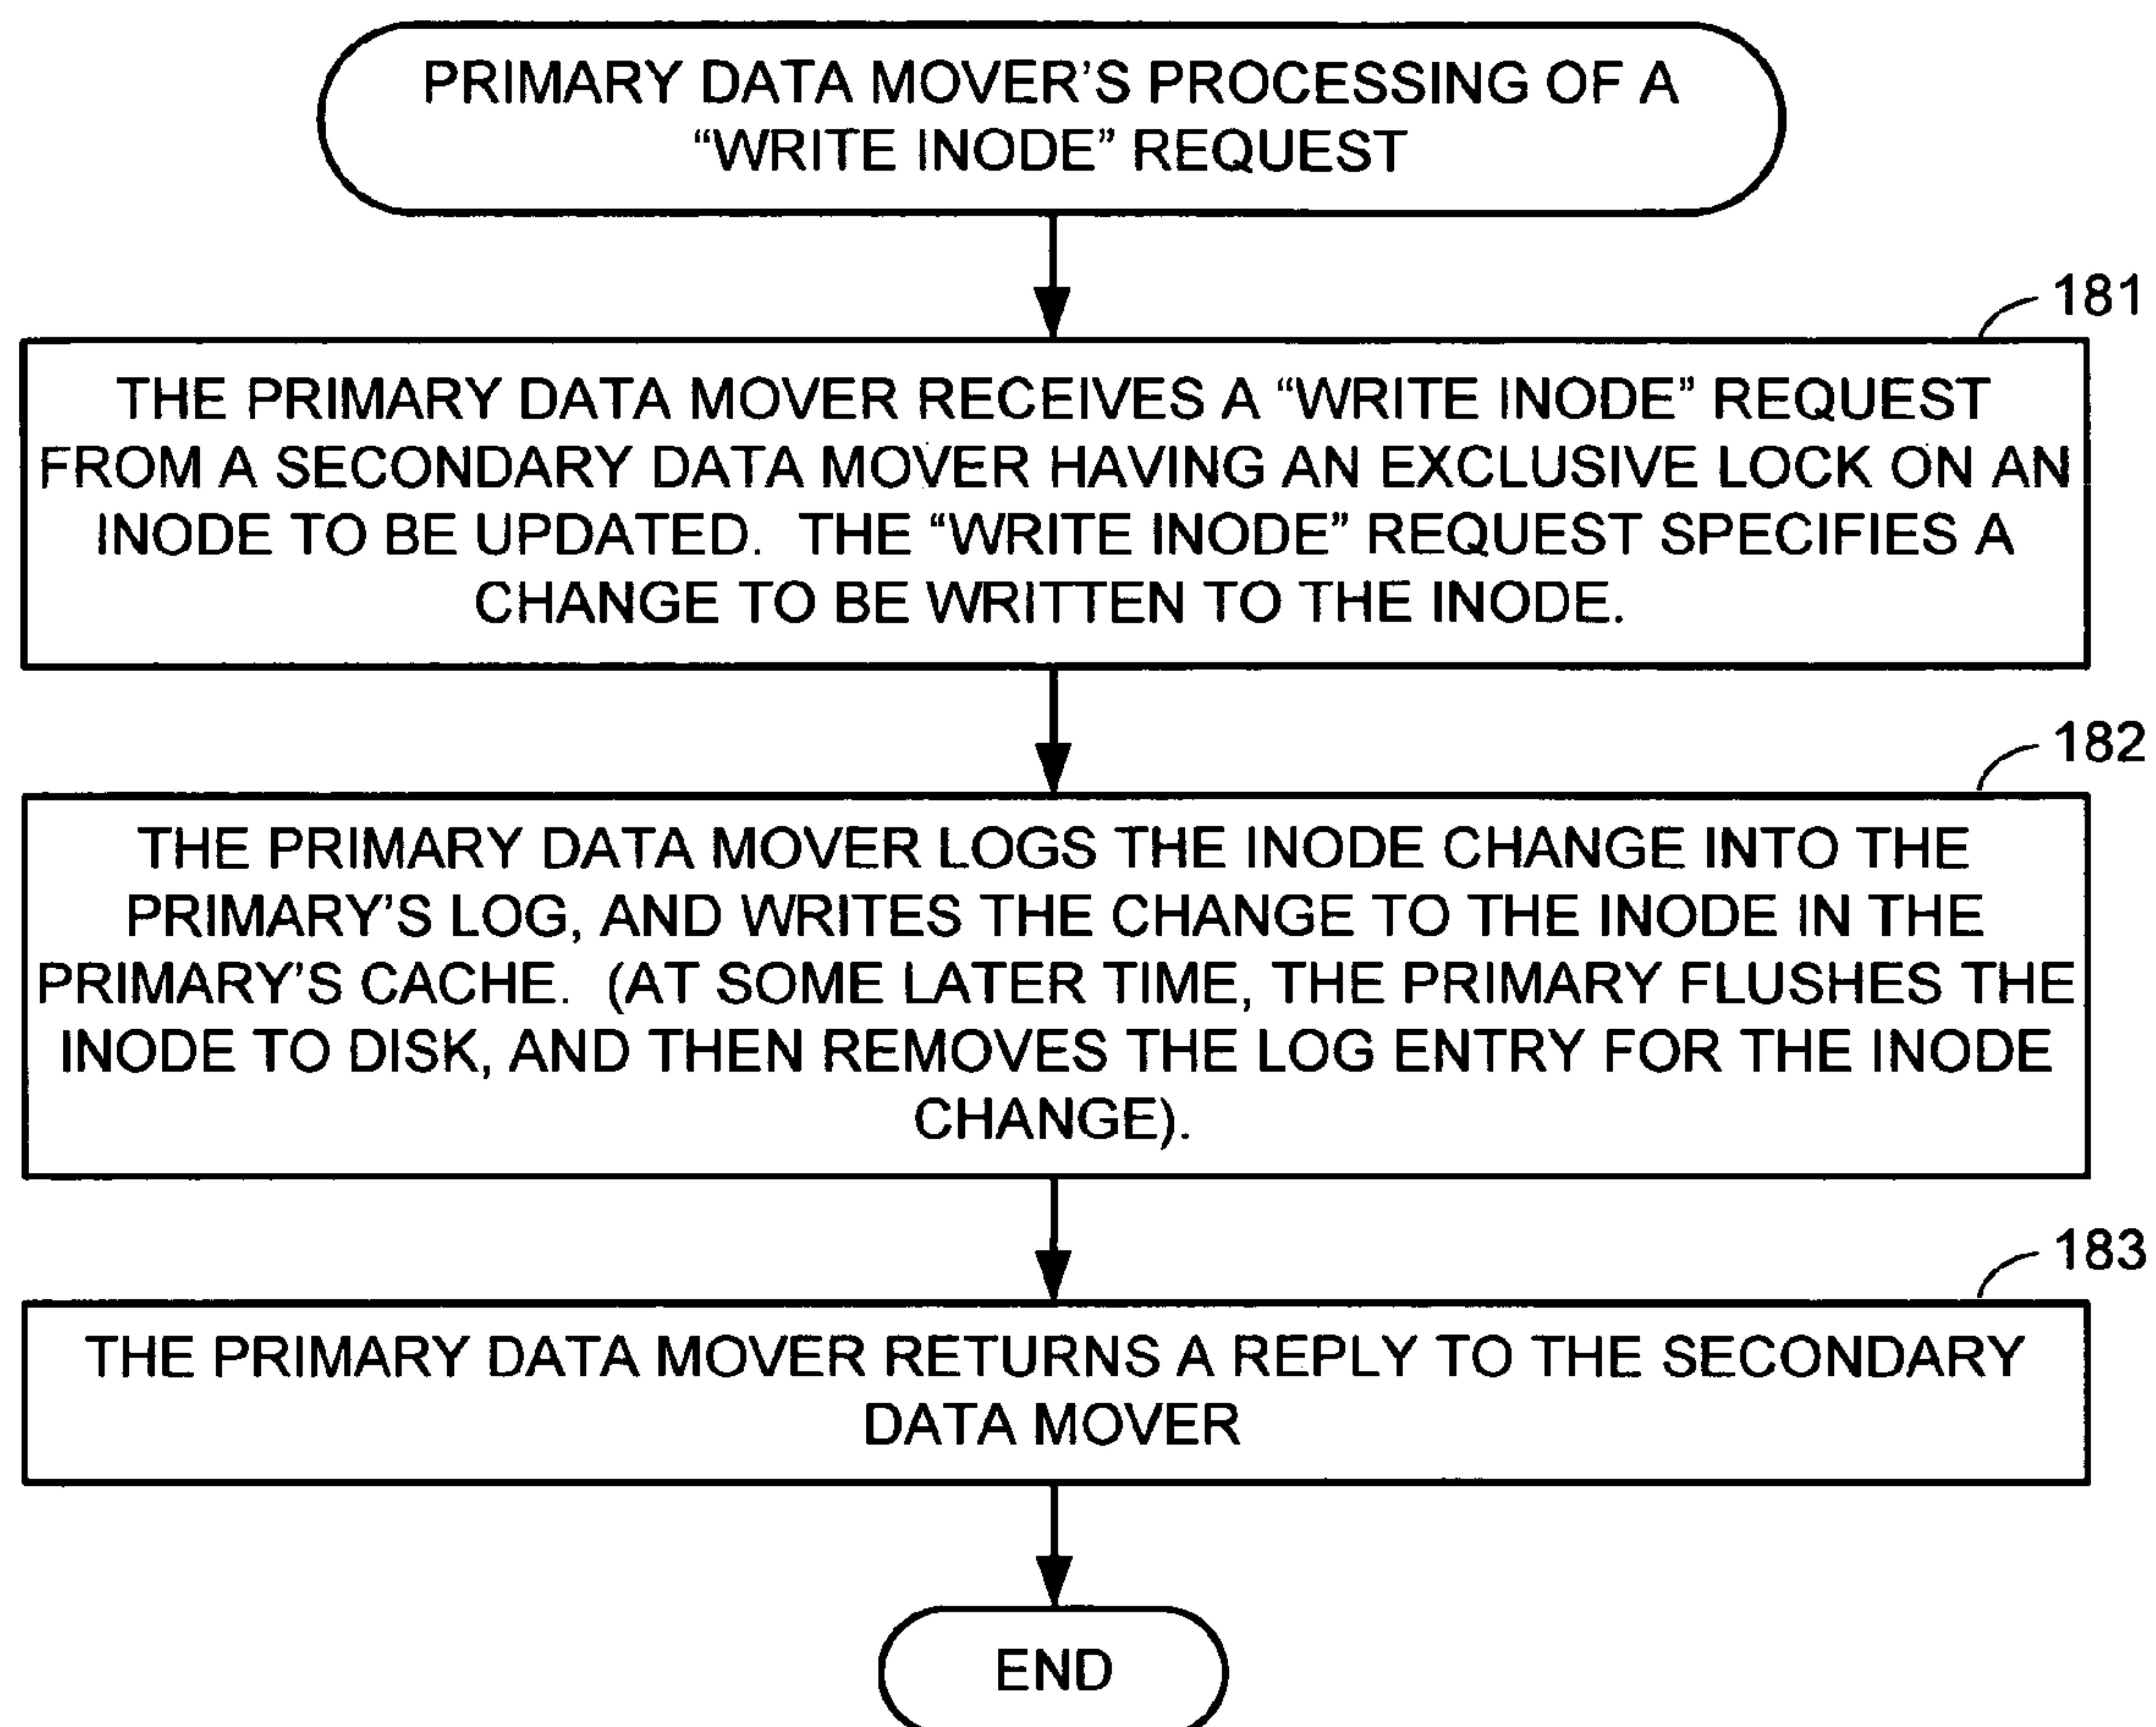 PRIMARY DATA MOVER'S PROCESSING OF A
“WRITE INODE” REQUEST
181
THE PRIMARY DATA MOVER RECEIVES A “WRITE INODE” REQUEST
FROM A SECONDARY DATA MOVER HAVING AN EXCLUSIVE LOCK ON AN
INODE TO BE UPDATED. THE “WRITE INODE” REQUEST SPECIFIES A
CHANGE TO BE WRITTEN TO THE INODE.
182
THE PRIMARY DATA MOVER LOGS THE INODE CHANGE INTO THE
PRIMARY'S LOG, AND WRITES THE CHANGE TO THE INODE IN THE
PRIMARY'S CACHE. (AT SOME LATER TIME, THE PRIMARY FLUSHES THE
INODE TO DISK, AND THEN REMOVES THE LOG ENTRY FOR THE INODE
CHANGE).
183
THE PRIMARY DATA MOVER RETURNS A REPLY TO THE SECONDARY
DATA MOVER
END